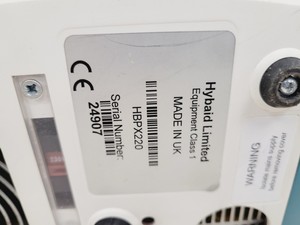 Hybaid Limited
Equipment Class 1
MADE IN UK
HBPX220
Serial Number:
24907
CE
WARNING